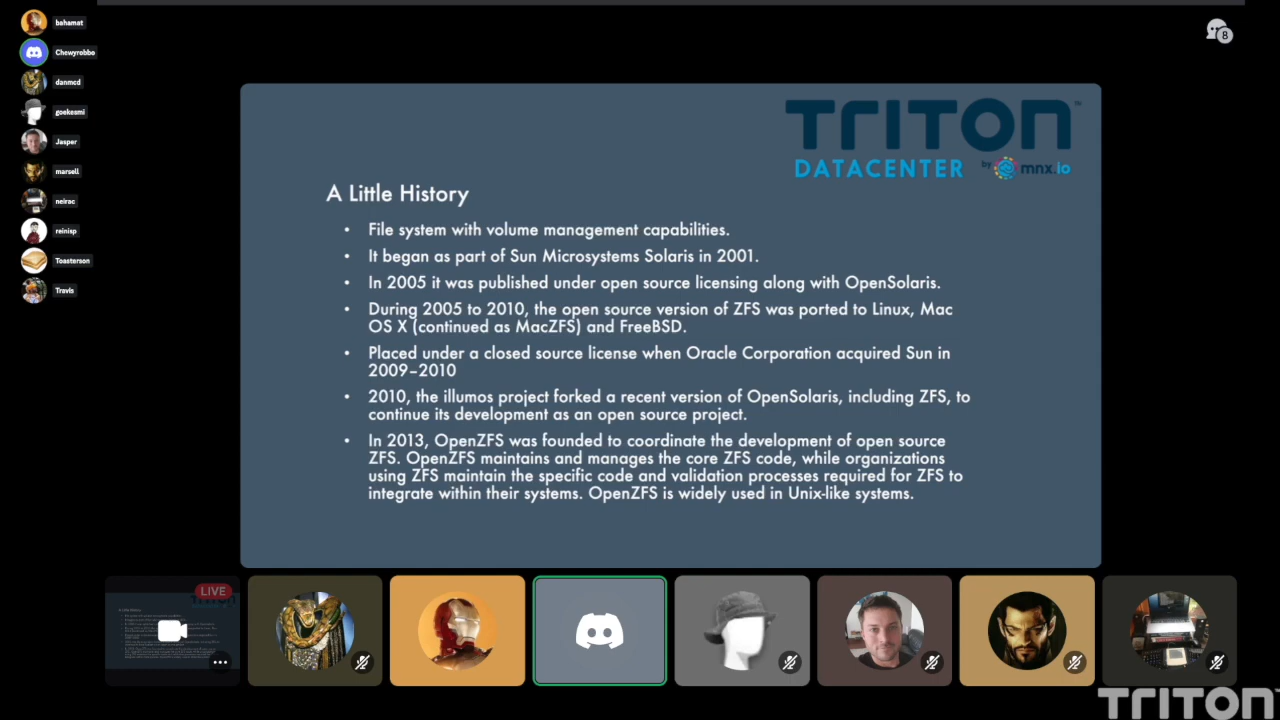 bahamat
Chewyrobbo
danmcd
goekesmi
Jasper
marsell
neirac
reinisp
Toasterson
Travis
8
TRITON™
DATACENTER by mnx.io
A Little History
• File system with volume management capabilities.
• It began as part of Sun Microsystems Solaris in 2001.
• In 2005 it was published under open source licensing along with OpenSolaris.
• During 2005 to 2010, the open source version of ZFS was ported to Linux, Mac
OS X (continued as MacZFS) and FreeBSD.
• Placed under a closed source license when Oracle Corporation acquired Sun in
2009–2010
• 2010, the illumos project forked a recent version of OpenSolaris, including ZFS, to
continue its development as an open source project.
• In 2013, OpenZFS was founded to coordinate the development of open source
ZFS. OpenZFS maintains and manages the core ZFS code, while organizations
using ZFS maintain the specific code and validation processes required for ZFS to
integrate within their systems. OpenZFS is widely used in Unix-like systems.
LIVE
TRITON